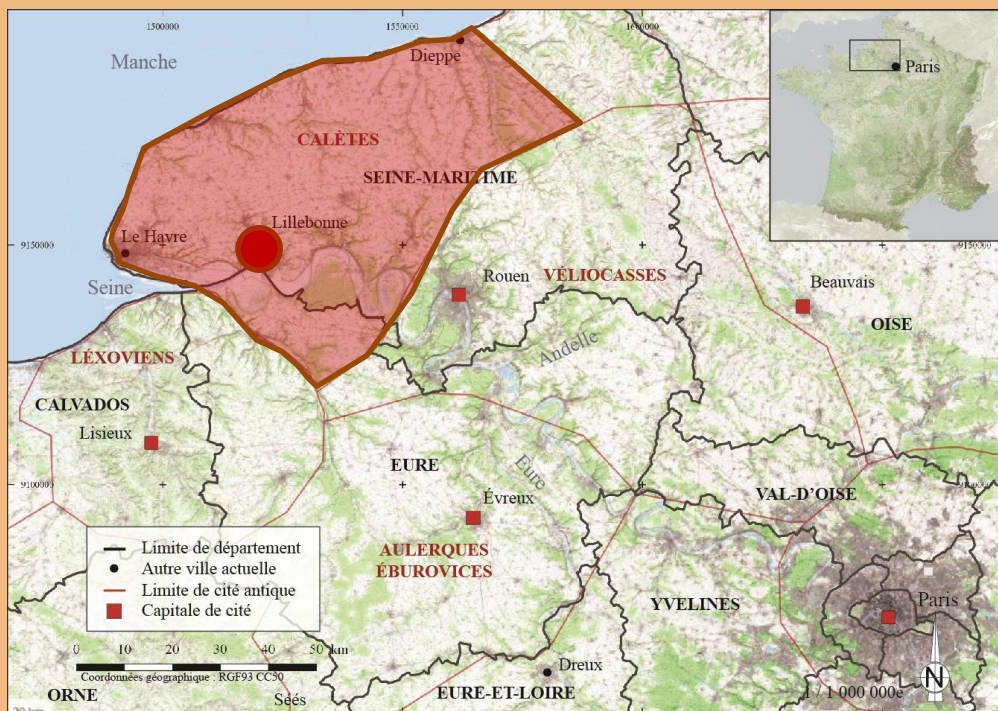 1500000
1550000
1600000
Manche
Dieppe
Paris
CALÈTES
SEINE-MARITIME
Lillebonne
Le Havre
9150000
9150000
Seine
Rouen
VÉLIOCASSES
Beauvais
OISE
Andelle
LÉXOVIENS
CALVADOS
Lisieux
EURE
Eure
Évreux
9100000
9100000
VAL-D'OISE
AULERQUES
ÉBUROVICES
YVELINES
Paris
Limite de département
Autre ville actuelle
Limite de cité antique
Capitale de cité
0 10 20 30 40 50 km
Coordonnées géographique : RGF93 CC50
Dreux
ORNE
Séés
EURE-ET-LOIRE
1 / 1 000 000e
N